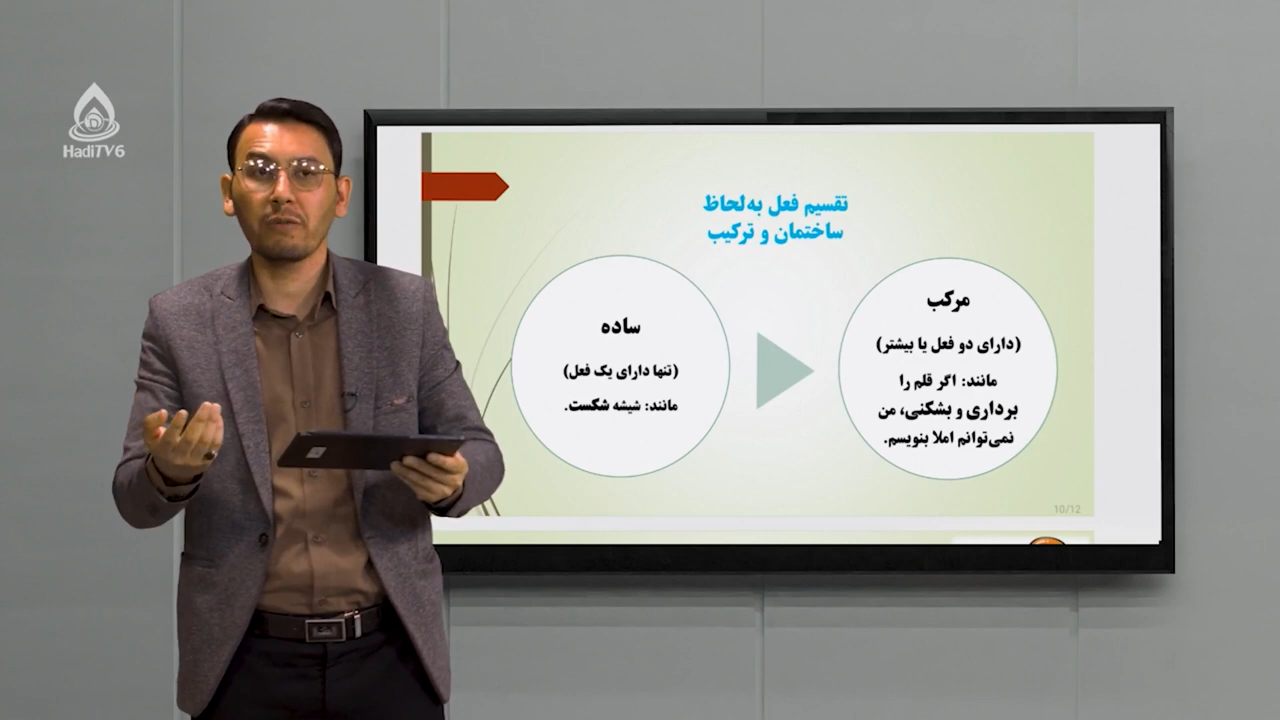 HadiTV6
تقسیم فعل به‌لحاظ
ساختمان و ترکیب
مرکب
(دارای دو فعل یا بیشتر)
مانند: اگر قلم را
برداری و بشکنی، من
نمی‌توانم املا بنویسم.
ساده
(تنها دارای یک فعل)
مانند: شیشه شکست.
10/12